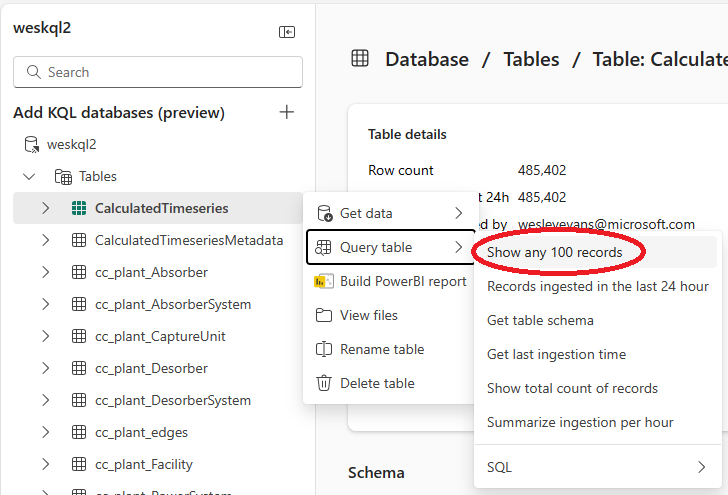 weskql2
Search
Add KQL databases (preview)
weskql2
Tables
CalculatedTimeseries
CalculatedTimeseriesMetadata
cc_plant_Absorber
cc_plant_AbsorberSystem
cc_plant_CaptureUnit
cc_plant_Desorber
cc_plant_DesorberSystem
cc_plant_edges
cc_plant_Facility
Database / Tables / Table: Calculate
Table details
Row count 485,402
t 24h 485,402
d by wesleyevans@microsoft.com
Get data
Query table
Build PowerBI report
View files
Rename table
Delete table
Show any 100 records
Records ingested in the last 24 hour
Get table schema
Get last ingestion time
Show total count of records
Summarize ingestion per hour
SQL
Schema